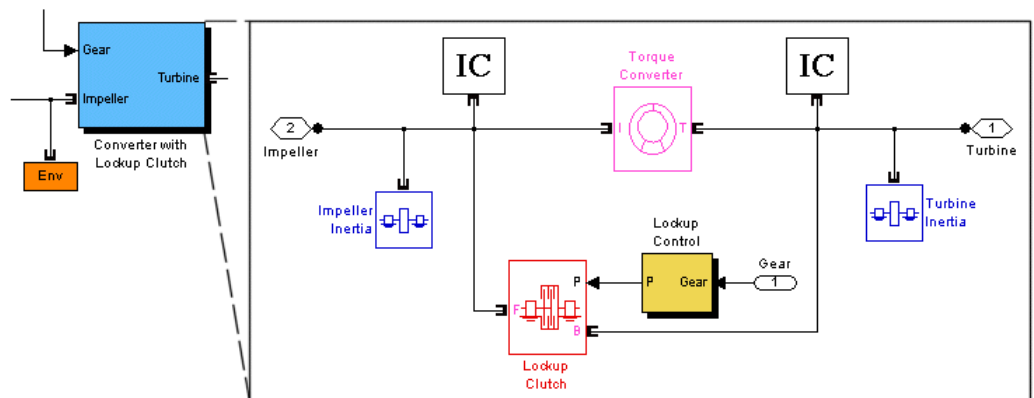 Gear
Turbine
Impeller
Converter with
Lockup Clutch
Env
IC
Torque
Converter
IC
I
T
2
Impeller
1
Turbine
Impeller
Inertia
Turbine
Inertia
Lockup
Control
P
P
Gear
Gear
1
F
B
Lockup
Clutch